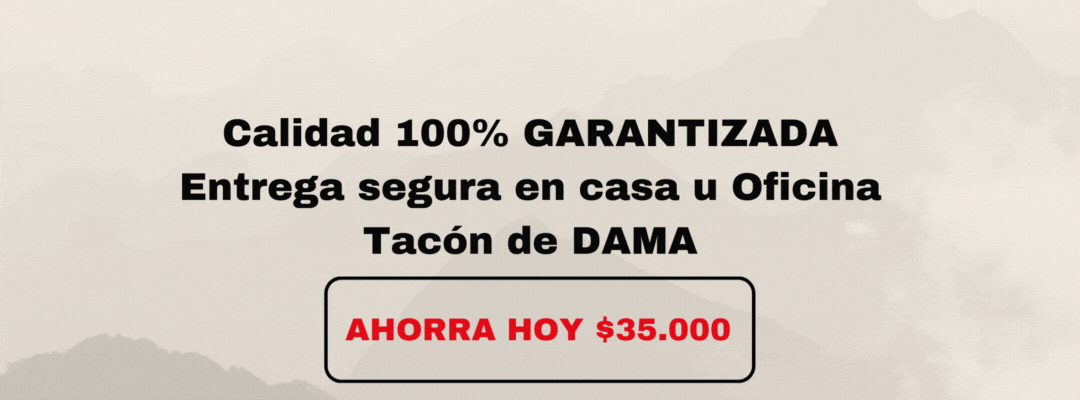 Calidad 100% GARANTIZADA
Entrega segura en casa u Oficina
Tacón de DAMA
AHORRA HOY $35.000